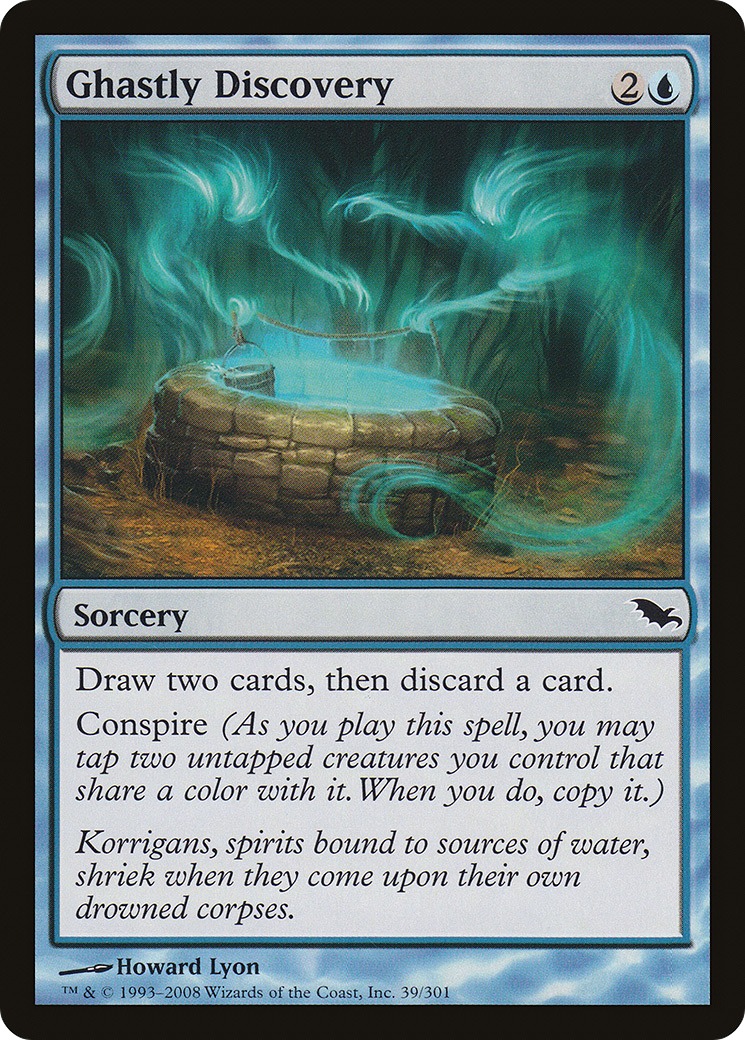 Ghastly Discovery 2
Sorcery
Draw two cards, then discard a card.
Conspire (As you play this spell, you may
tap two untapped creatures you control that
share a color with it. When you do, copy it.)
Korrigans, spirits bound to sources of water,
shriek when they come upon their own
drowned corpses.
Howard Lyon
™ & © 1993–2008 Wizards of the Coast, Inc. 39/301